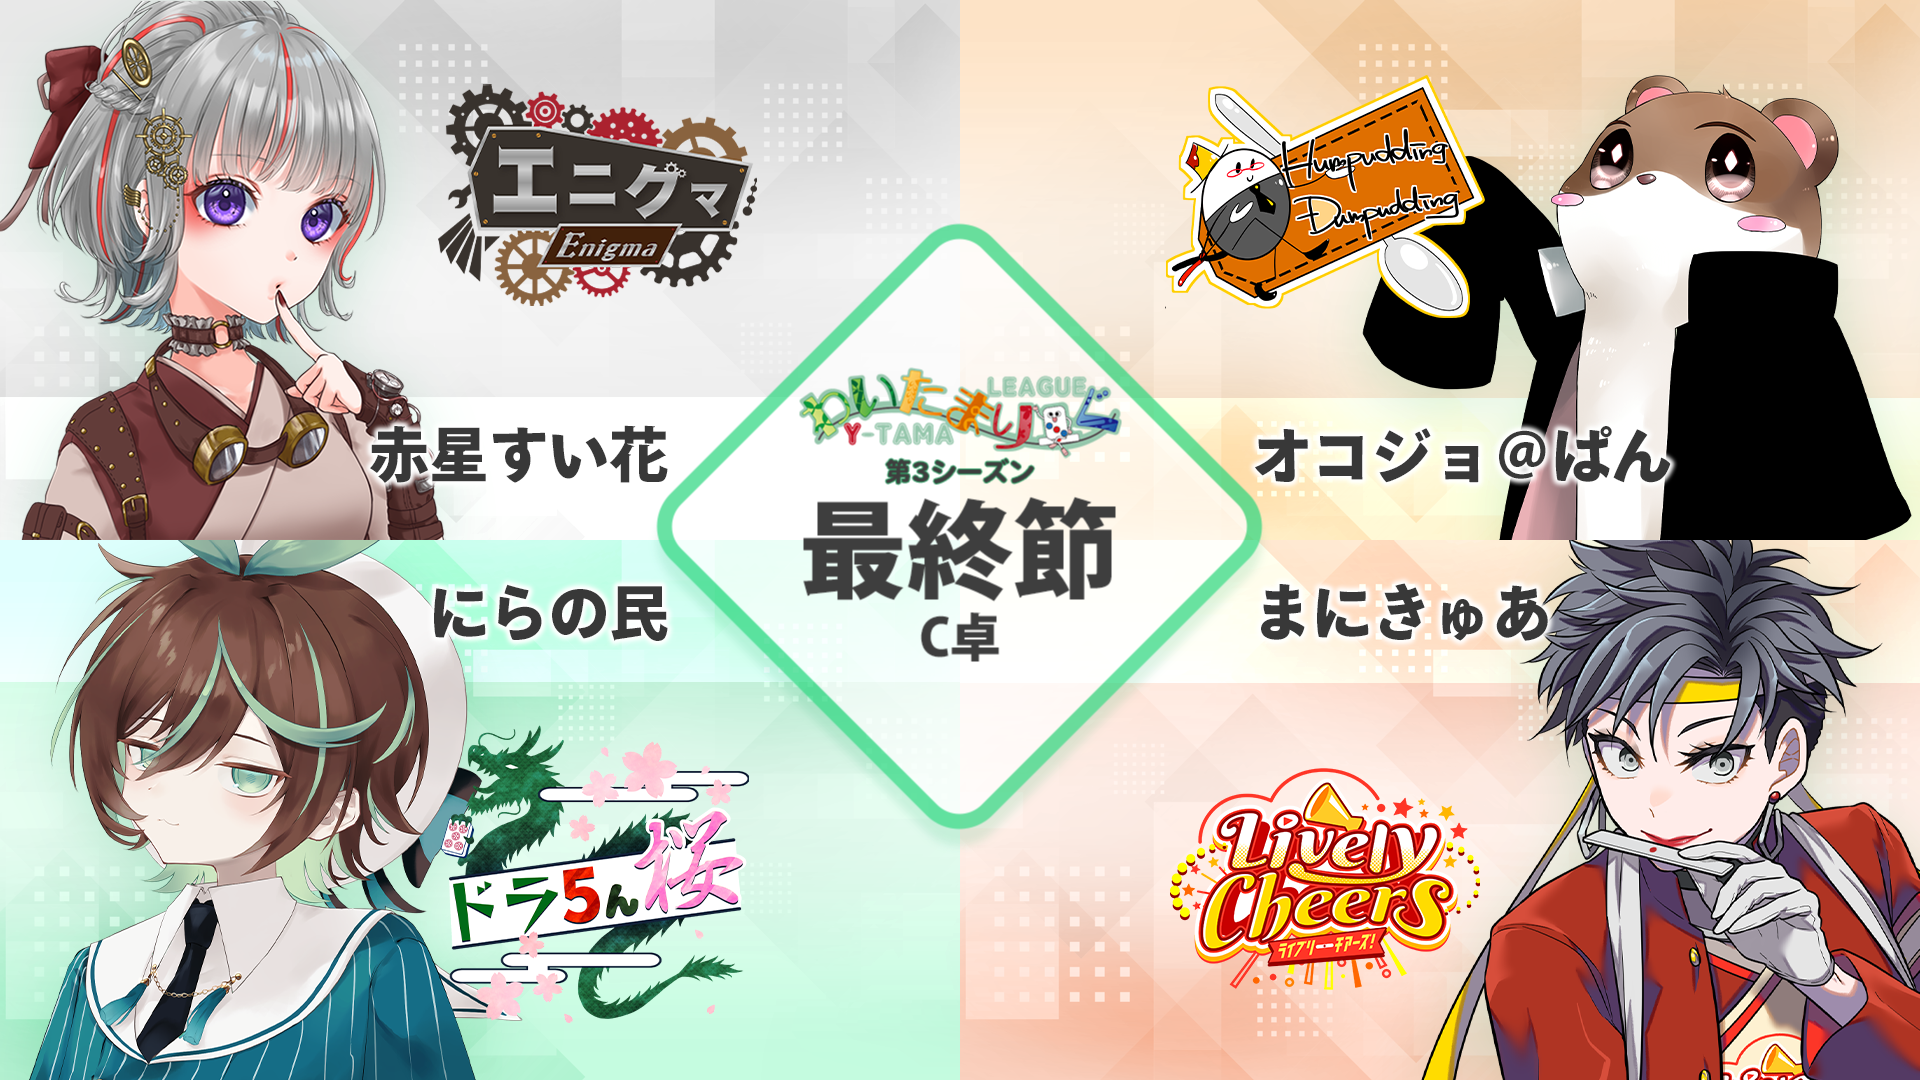 エニグマ
Enigma
赤星すい花
Humpudding
Dumpudding
オコジョ@ぱん
わいたまりーぐ
LEAGUE
Y-TAMA
第3シーズン
最終節
C卓
にらの民
ドラ5ん桜
まにきゅあ
Lively
Cheers
ライブリーチアーズ!